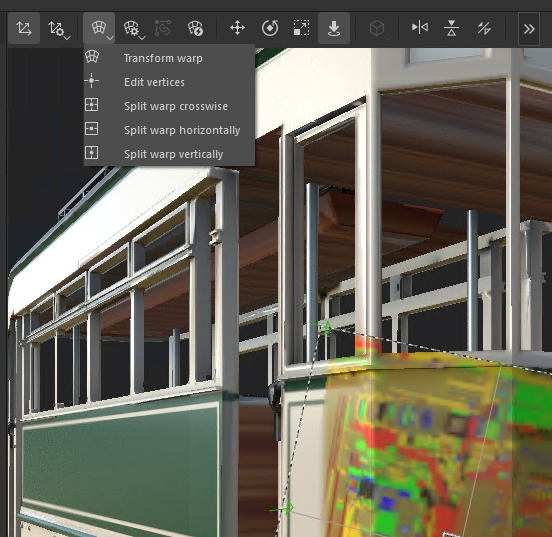 Transform warp
Edit vertices
Split warp crosswise
Split warp horizontally
Split warp vertically